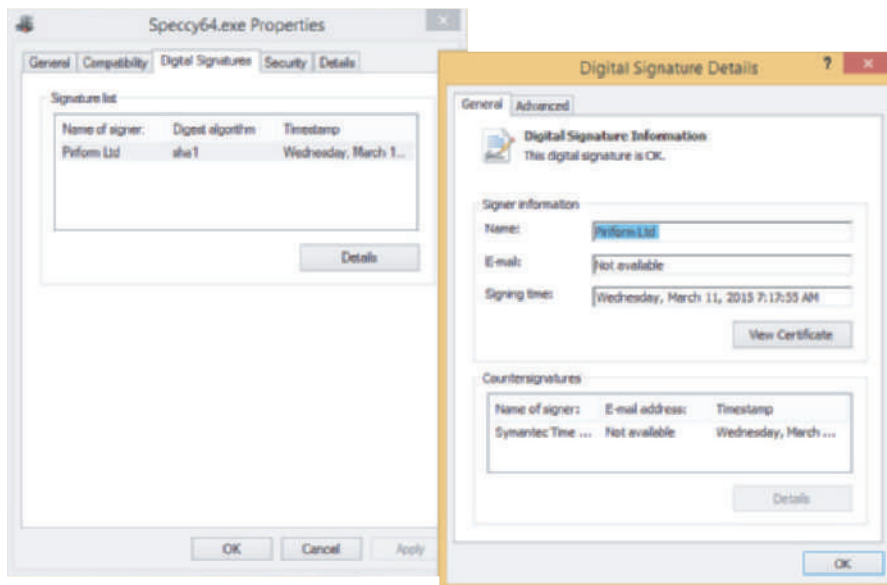 Speccy64.exe Properties
General Compatibility Digital Signatures Security Details
Signature list
Name of signer: Digest algorithm Timestamp
Piriform Ltd sha1 Wednesday, March 1...
Details
OK Cancel Apply
Digital Signature Details ?
General Advanced
Digital Signature Information
This digital signature is OK.
Signer information
Name: Piriform Ltd
E-mail: Not available
Signing time: Wednesday, March 11, 2015 7:17:55 AM
View Certificate
Countersignatures
Name of signer: E-mail address: Timestamp
Symantec Time ... Not available Wednesday, March ...
Details
OK